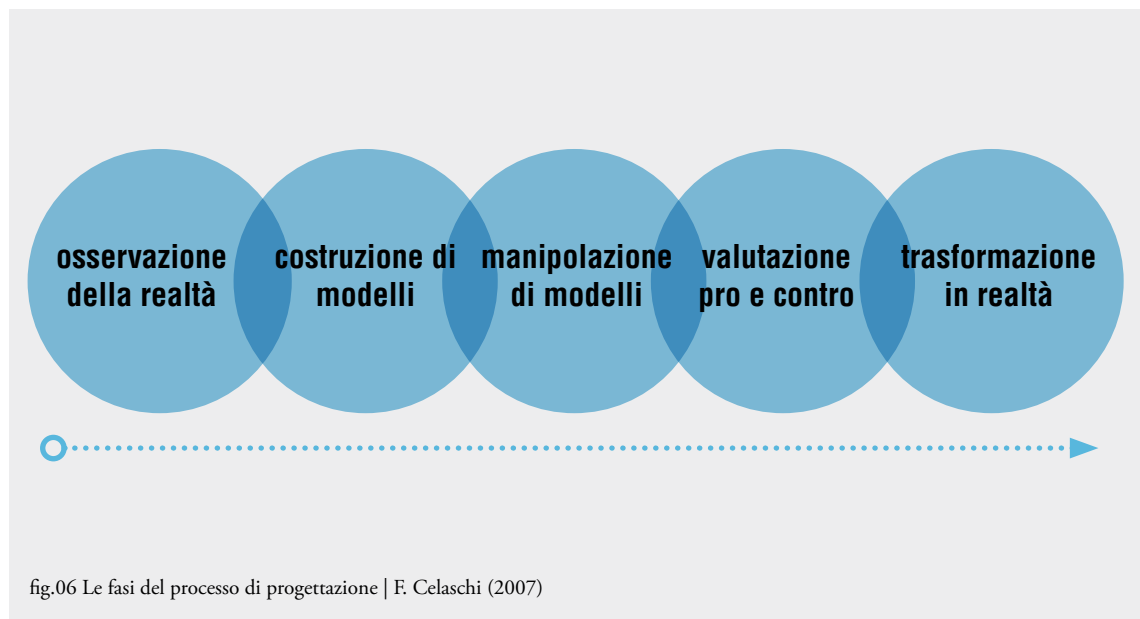 osservazione
della realtà
costruzione di
modelli
manipolazione
di modelli
valutazione
pro e contro
trasformazione
in realtà
fig.06 Le fasi del processo di progettazione | F. Celaschi (2007)